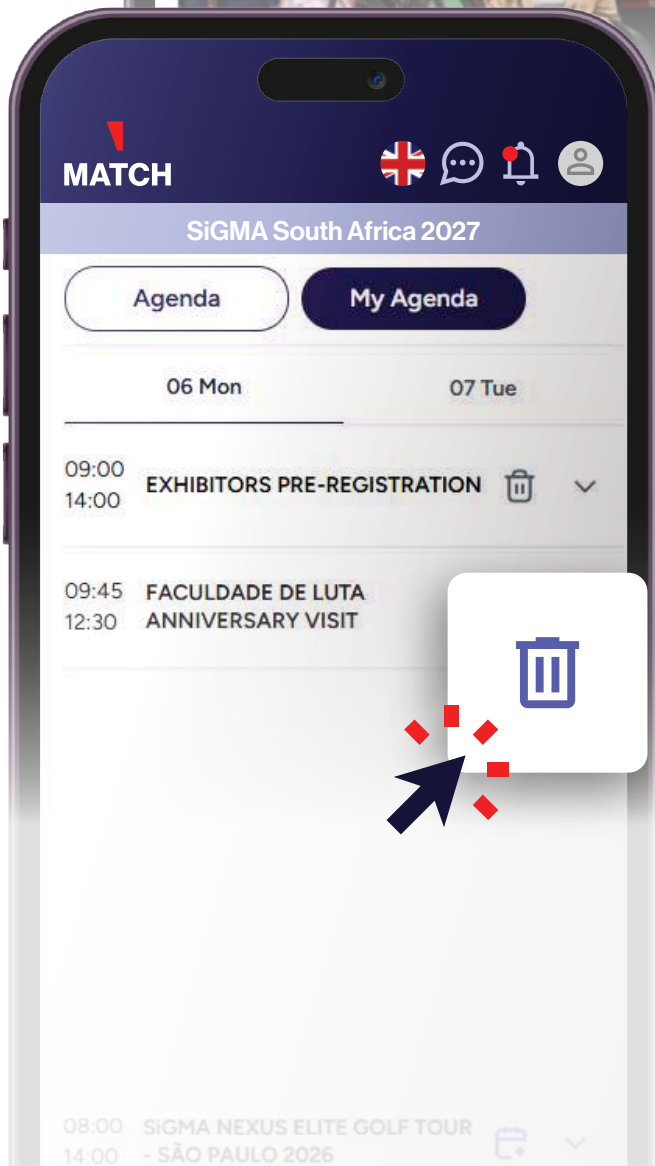 MATCH
SiGMA South Africa 2027
Agenda
My Agenda
06 Mon
07 Tue
09:00
14:00
EXHIBITORS PRE-REGISTRATION
09:45
12:30
FACULDADE DE LUTA
ANNIVERSARY VISIT
08:00
14:00
SiGMA NEXUS ELITE GOLF TOUR
- SÃO PAULO 2026